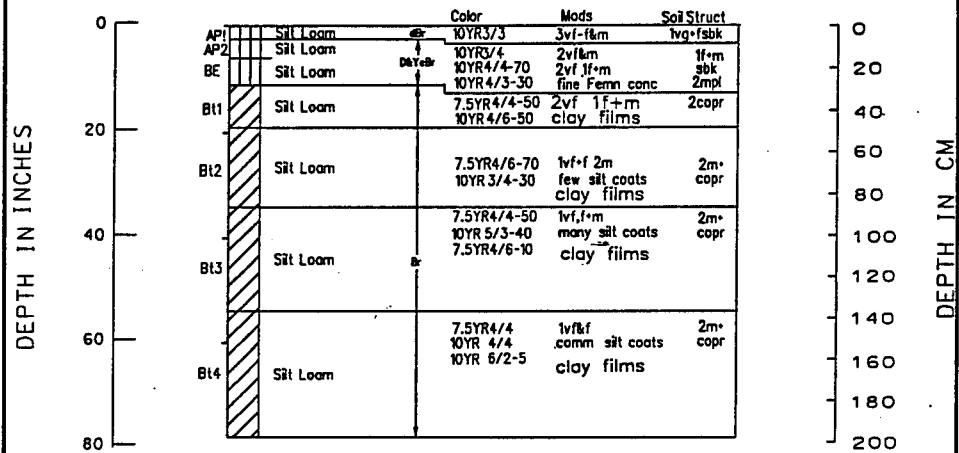 Color Mods Soil Struct
0 0
AP1 Silt Loam dBr 10YR3/3 3vf-f&m 1vg+fsbk
AP2 Silt Loam 10YR3/4 2vf&m 1f+m
D&YeBr 10YR4/4-70 2vf,1f+m sbk
BE Silt Loam 20
10YR4/3-30 fine Femn conc 2mpl
Bt1 Silt Loam 7.5YR4/4-50 2vf 1f+m 2copr
10YR4/6-50 clay films 40
20
60
Bt2 Silt Loam 7.5YR4/6-70 1vf+f 2m 2m+
10YR3/4-30 few silt coats copr
clay films 80
7.5YR4/4-50 1vf,f+m 2m+
40 10YR5/3-40 many silt coats copr 100
7.5YR4/6-10 clay films
Bt3 Silt Loam Br
120
140
7.5YR4/4 1vf&f 2m+
60 10YR 4/4 comm silt coats copr
10YR 6/2-5 clay films 160
Bt4 Silt Loam
180
80 200
DEPTH IN INCHES
DEPTH IN CM